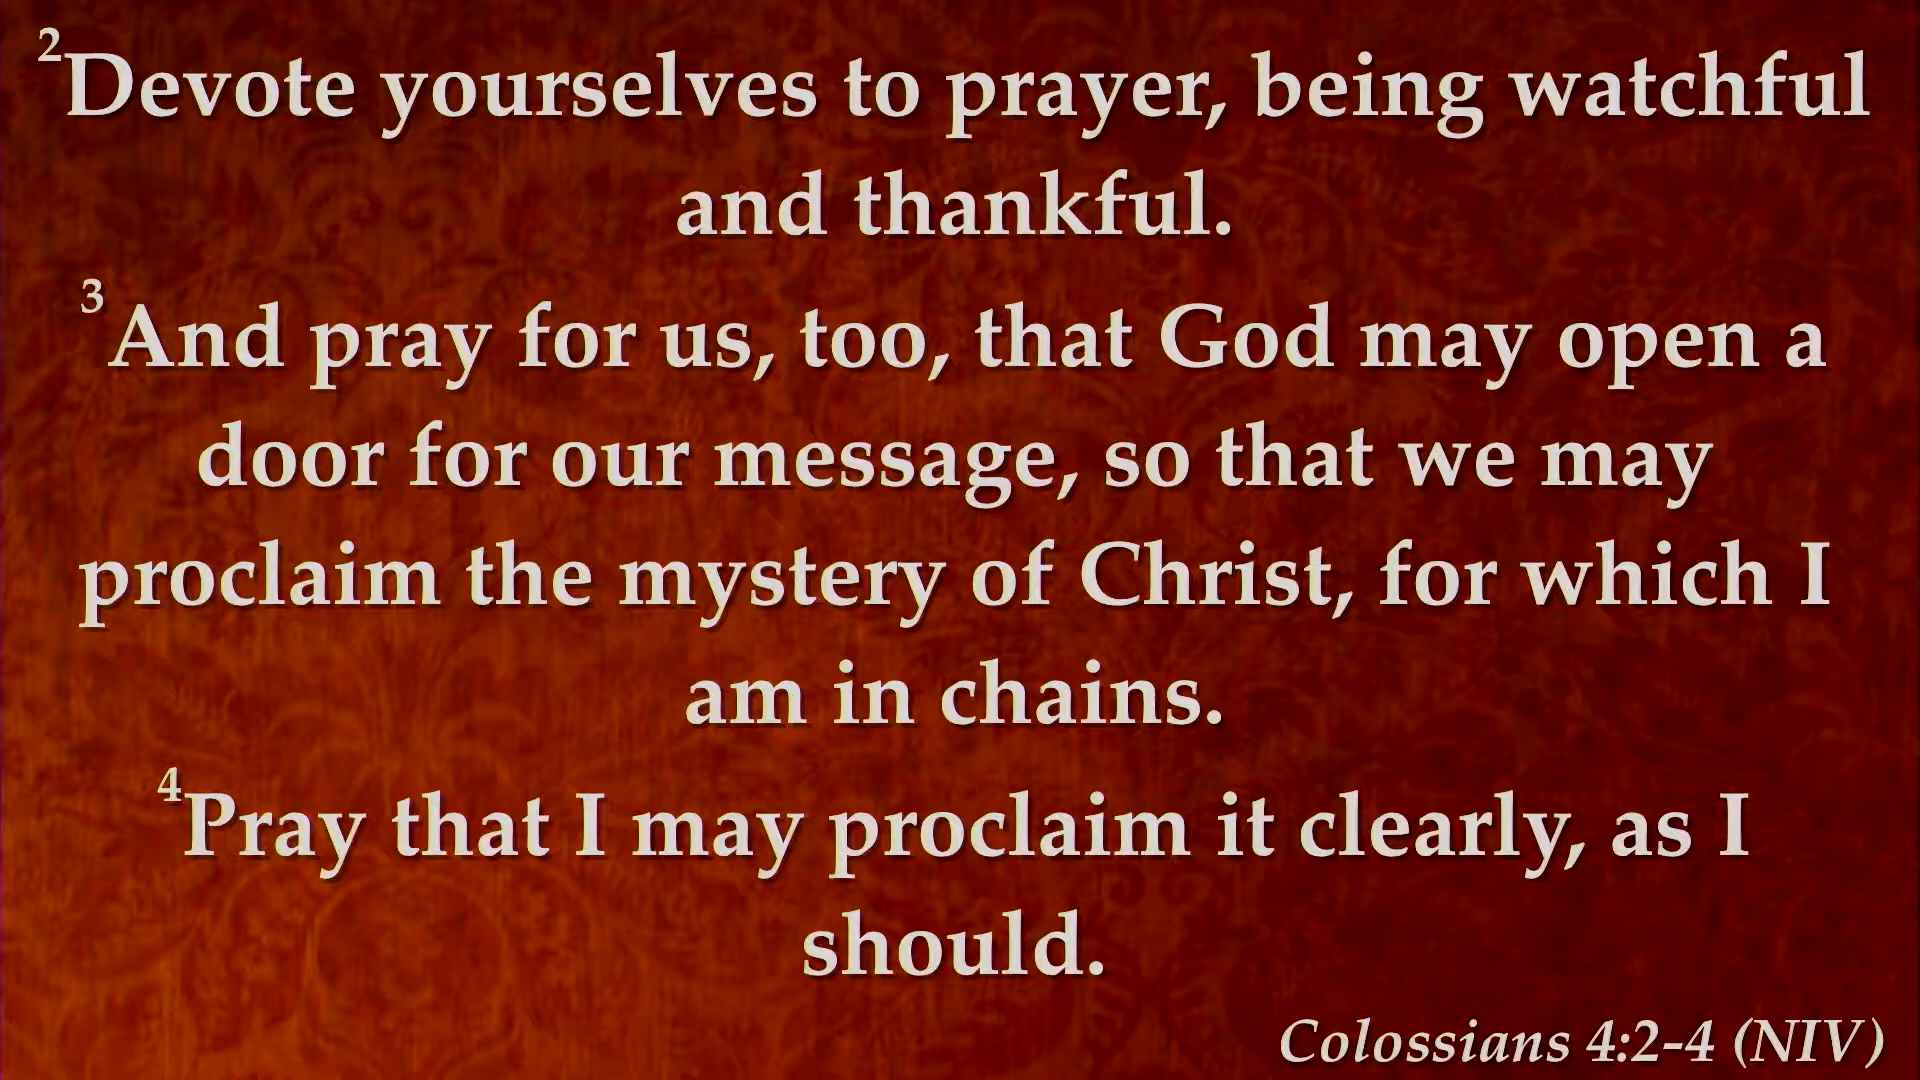 ²Devote yourselves to prayer, being watchful
and thankful.
³And pray for us, too, that God may open a
door for our message, so that we may
proclaim the mystery of Christ, for which I
am in chains.
⁴Pray that I may proclaim it clearly, as I
should.
Colossians 4:2-4 (NIV)